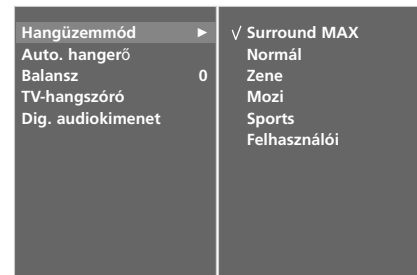 Hangüzemmód ►
Auto. hangerő
Balansz 0
TV-hangszóró
Dig. audiokimenet
√ Surround MAX
Normál
Zene
Mozi
Sports
Felhasználói